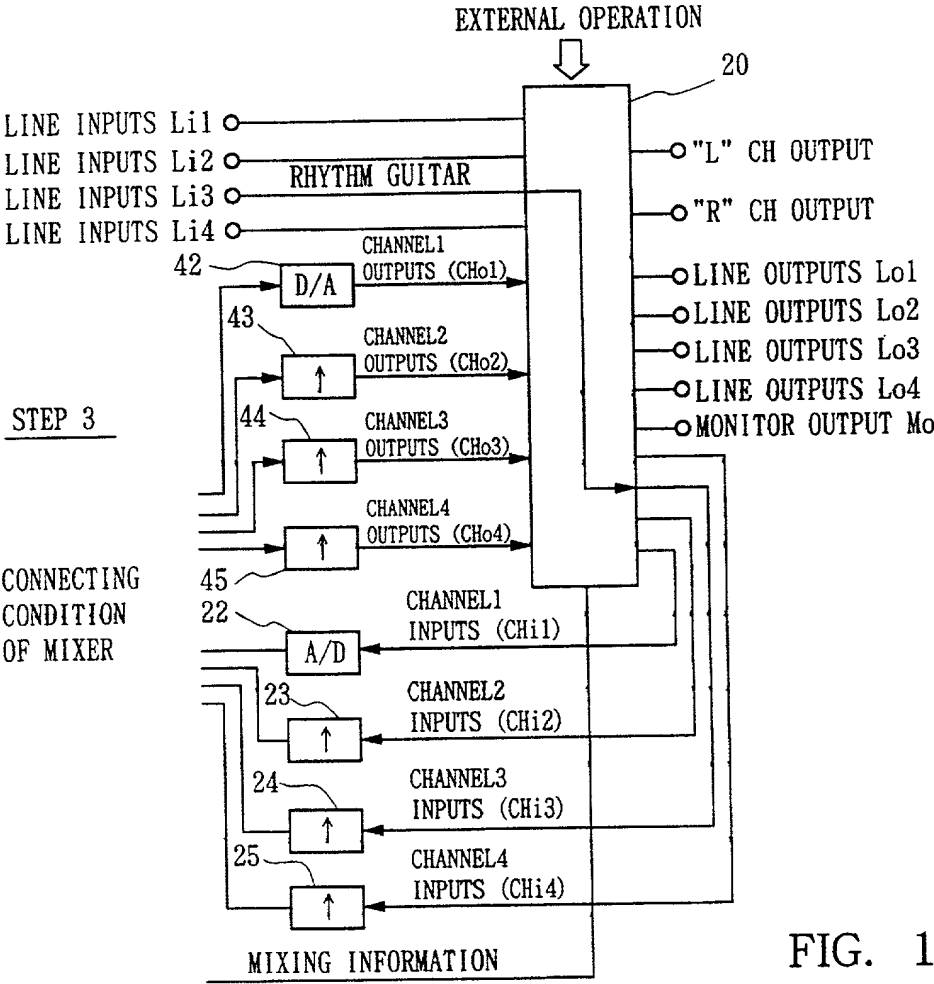 EXTERNAL OPERATION
20
LINE INPUTS Li1
LINE INPUTS Li2
RHYTHM GUITAR
LINE INPUTS Li3
LINE INPUTS Li4
"L" CH OUTPUT
"R" CH OUTPUT
LINE OUTPUTS Lo1
LINE OUTPUTS Lo2
LINE OUTPUTS Lo3
LINE OUTPUTS Lo4
MONITOR OUTPUT Mo
42
D/A
CHANNEL1
OUTPUTS (CHo1)
43
↑
CHANNEL2
OUTPUTS (CHo2)
STEP 3
44
↑
CHANNEL3
OUTPUTS (CHo3)
45
↑
CHANNEL4
OUTPUTS (CHo4)
CONNECTING
CONDITION
OF MIXER
22
A/D
CHANNEL1
INPUTS (CHi1)
23
↑
CHANNEL2
INPUTS (CHi2)
24
↑
CHANNEL3
INPUTS (CHi3)
25
↑
CHANNEL4
INPUTS (CHi4)
MIXING INFORMATION
FIG. 1